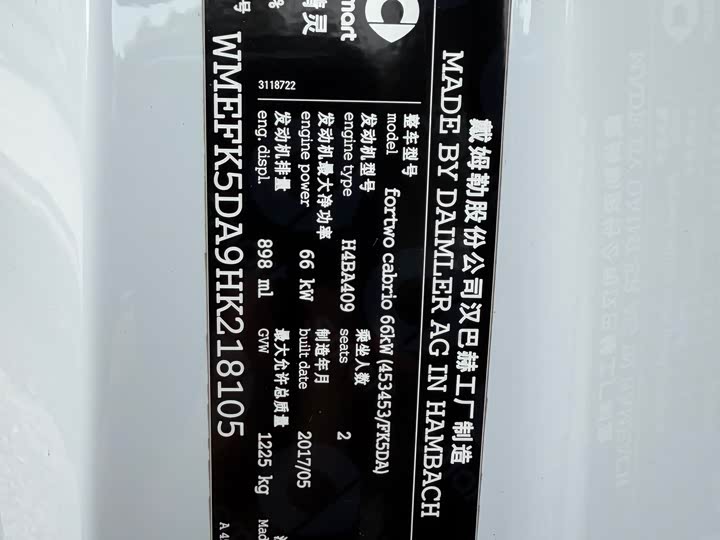 戴姆勒股份公司汉巴赫工厂制造
MADE BY DAIMLER AG IN HAMBACH
smart
整车型号
model fortwo cabrio 66kW (453453/FK5DA)
发动机型号 乘坐人数
engine type H4BA409 seats 2
发动机最大净功率 制造年月
engine power 66 kW built date 2017/05
发动机排量 最大允许总质量
eng. displ. 898 ml GVW 1225 kg
3118722
号 WMEFK5DA9HK218105